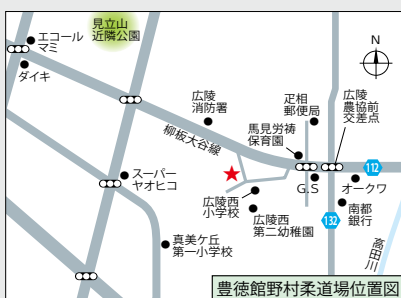 見立山
近隣公園
エコール
マミ
ダイキ
N
広陵
消防署
疋相
郵便局
広陵
農協前
交差点
馬見労祷
保育園
柳板大谷線
112
スーパー
ヤオヒコ
広陵西
小学校
G.S
オークワ
広陵西
第二幼稚園
132
南都
銀行
高田川
真美ケ丘
第一小学校
豊徳館野村柔道場位置図